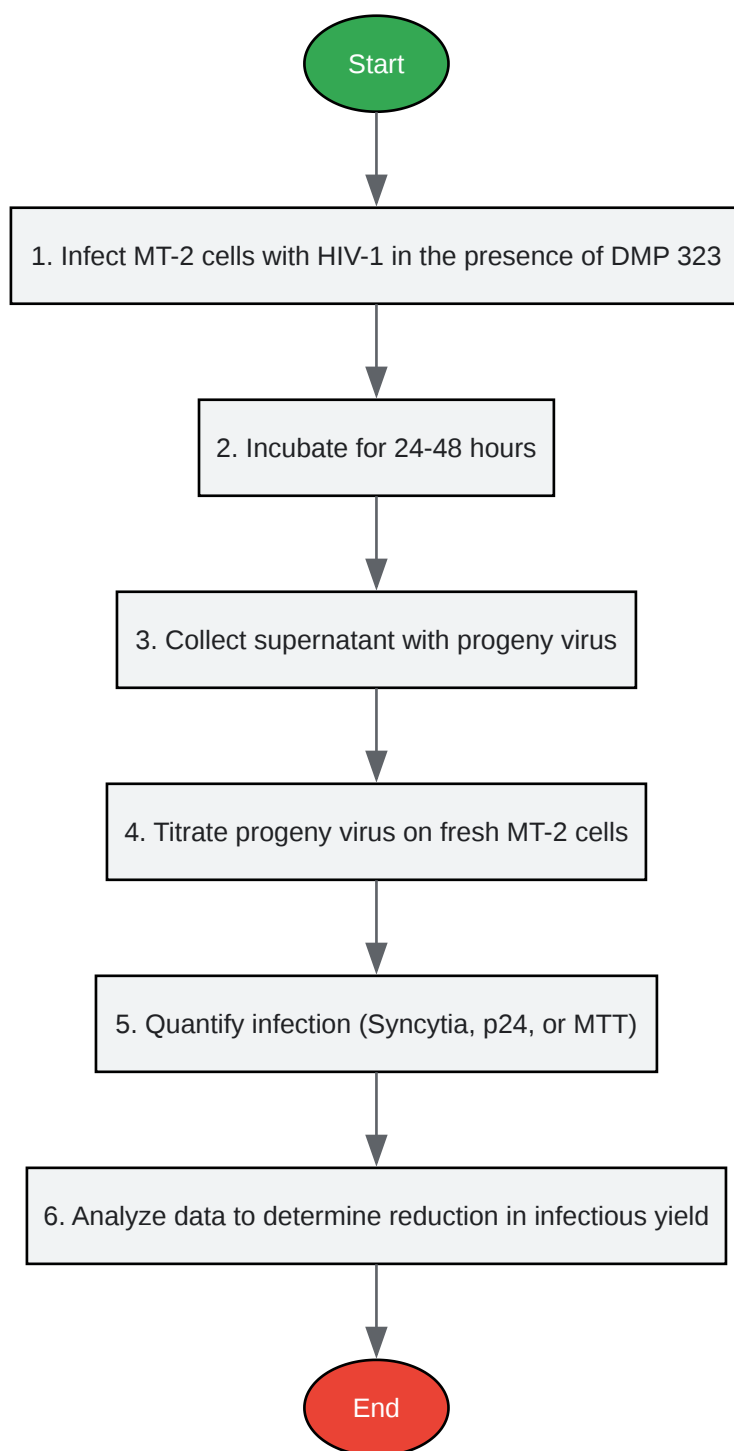 Start
1. Infect MT-2 cells with HIV-1 in the presence of DMP 323
2. Incubate for 24-48 hours
3. Collect supernatant with progeny virus
4. Titrate progeny virus on fresh MT-2 cells
5. Quantify infection (Syncytia, p24, or MTT)
6. Analyze data to determine reduction in infectious yield
End